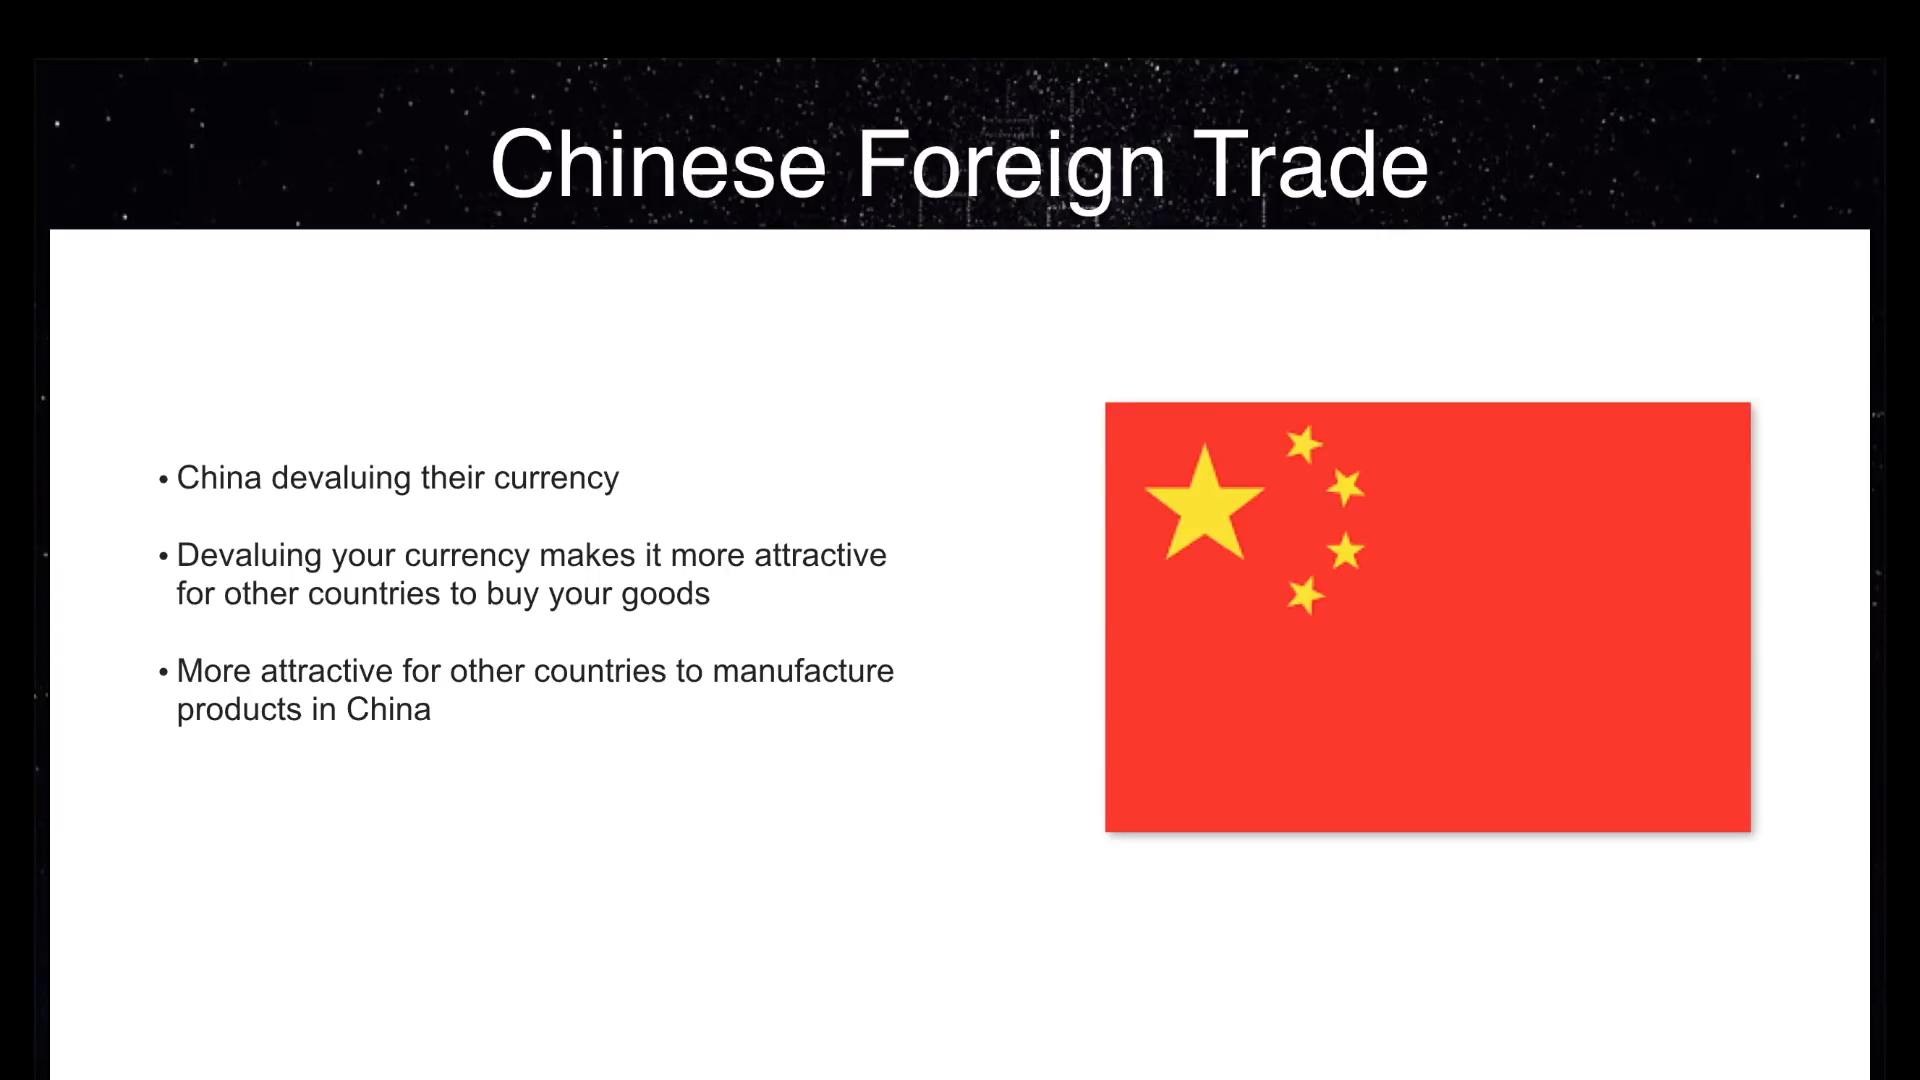 Chinese Foreign Trade
• China devaluing their currency
• Devaluing your currency makes it more attractive
for other countries to buy your goods
• More attractive for other countries to manufacture
products in China